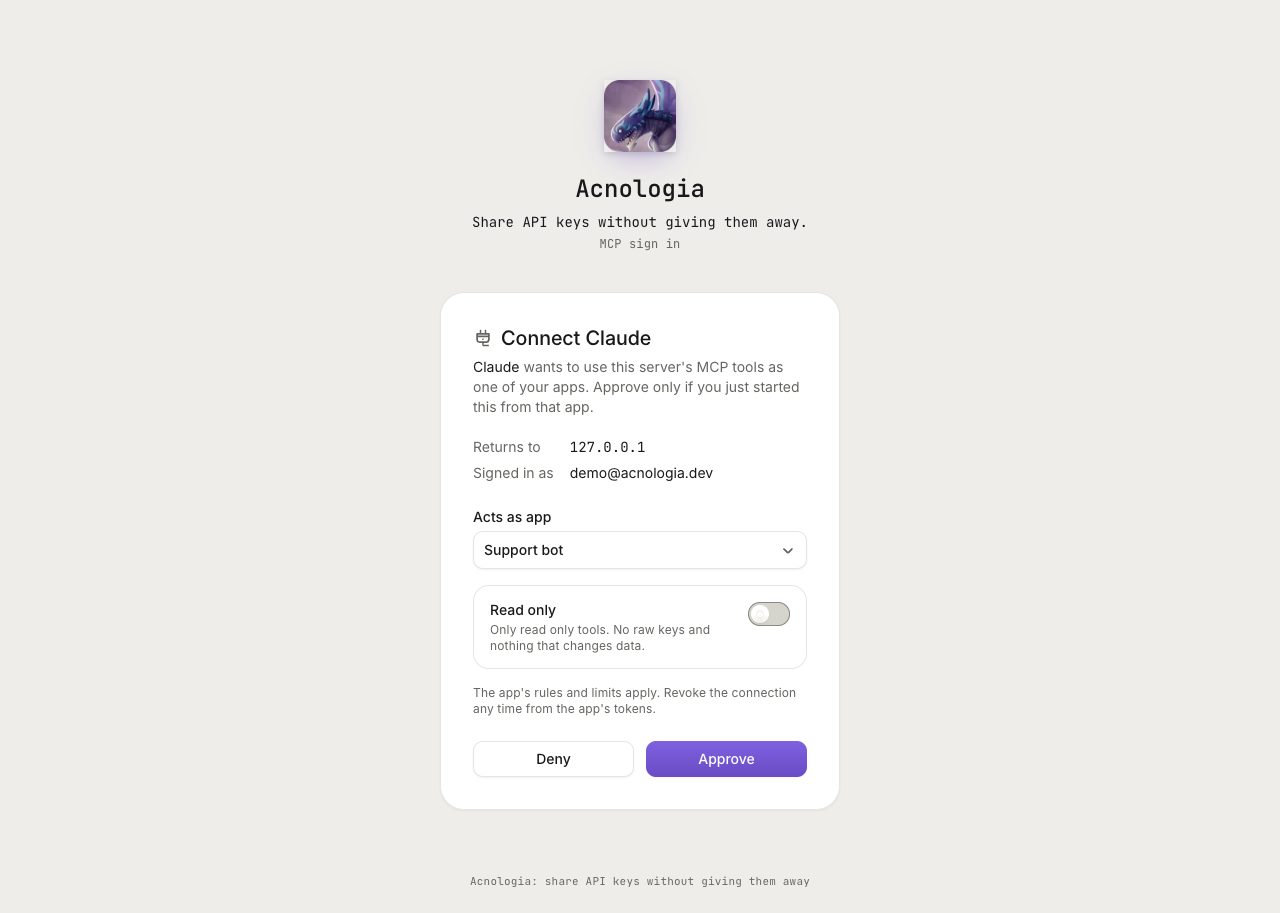 Acnologia
Share API keys without giving them away.
MCP sign in
Connect Claude
Claude wants to use this server's MCP tools as
one of your apps. Approve only if you just started
this from that app.
Returns to 127.0.0.1
Signed in as demo@acnologia.dev
Acts as app
Support bot
Read only
Only read only tools. No raw keys and
nothing that changes data.
The app's rules and limits apply. Revoke the connection
any time from the app's tokens.
Deny Approve
Acnologia: share API keys without giving them away